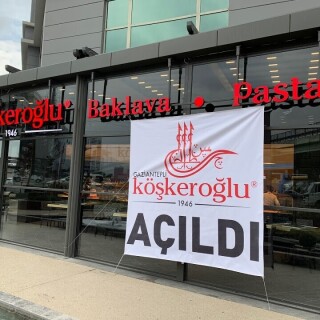 keroğlu®
1946
Baklava • Pasta
GAZİANTEPLİ
köşkeroğlu®
1946
AÇILDI